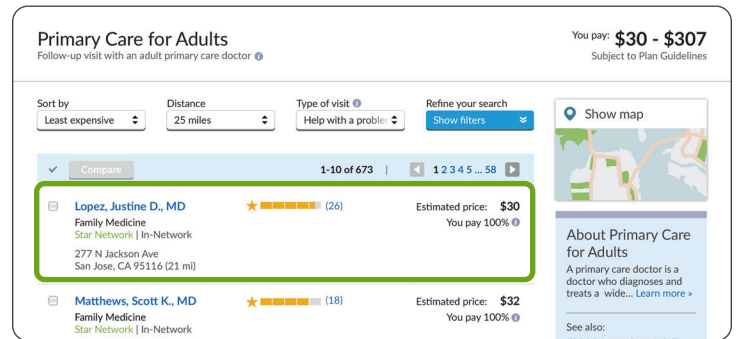 Primary Care for Adults
Follow-up visit with an adult primary care doctor
You pay: $30 - $307
Subject to Plan Guidelines
Sort by
Least expensive
Distance
25 miles
Type of visit
Help with a probler
Refine your search
Show filters
Show map
Compare
1-10 of 673 |
1 2 3 4 5 ... 58
Lopez, Justine D., MD
(26)
Estimated price: $30
Family Medicine
You pay 100%
Star Network | In-Network
277 N Jackson Ave
San Jose, CA 95116 (21 mi)
Matthews, Scott K., MD
(18)
Estimated price: $32
Family Medicine
You pay 100%
Star Network | In-Network
About Primary Care
for Adults
A primary care doctor is a
doctor who diagnoses and
treats a wide... Learn more »
See also: